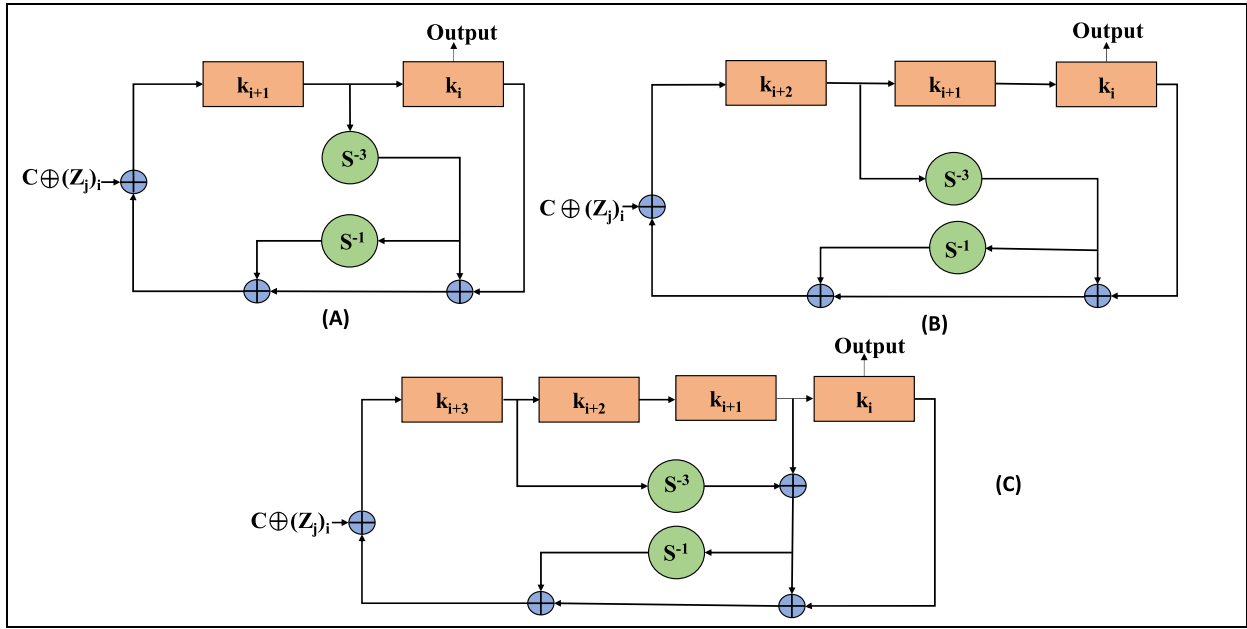 Output
k_{i+1}
k_i
S^{-3}
C⊕(Z_j)_i
S^{-1}
(A)
Output
k_{i+2}
k_{i+1}
k_i
S^{-3}
C ⊕ (Z_j)_i
S^{-1}
(B)
Output
k_{i+3}
k_{i+2}
k_{i+1}
k_i
S^{-3}
(C)
C⊕(Z_j)_i
S^{-1}